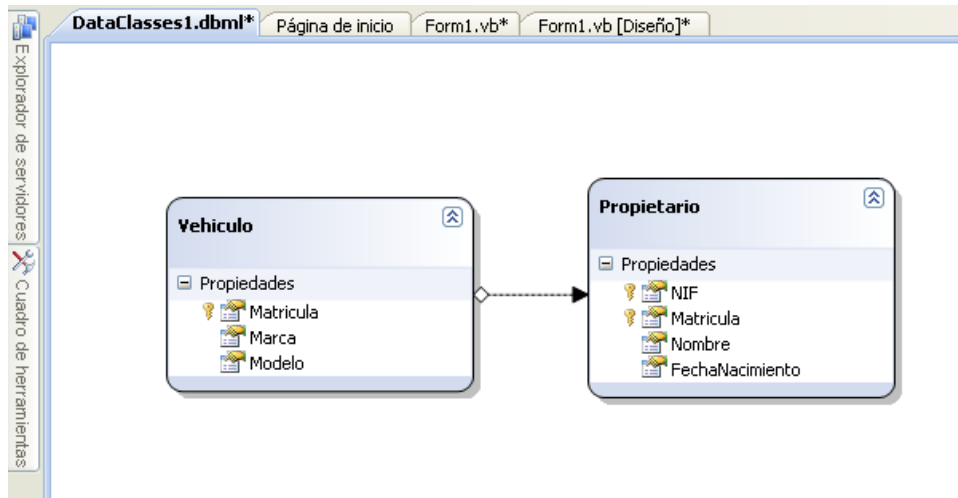 DataClasses1.dbml* Página de inicio Form1.vb* Form1.vb [Diseño]*
Explorador de servidores
Cuadro de herramientas
Vehiculo
Propiedades
Matricula
Marca
Modelo
Propietario
Propiedades
NIF
Matricula
Nombre
FechaNacimiento